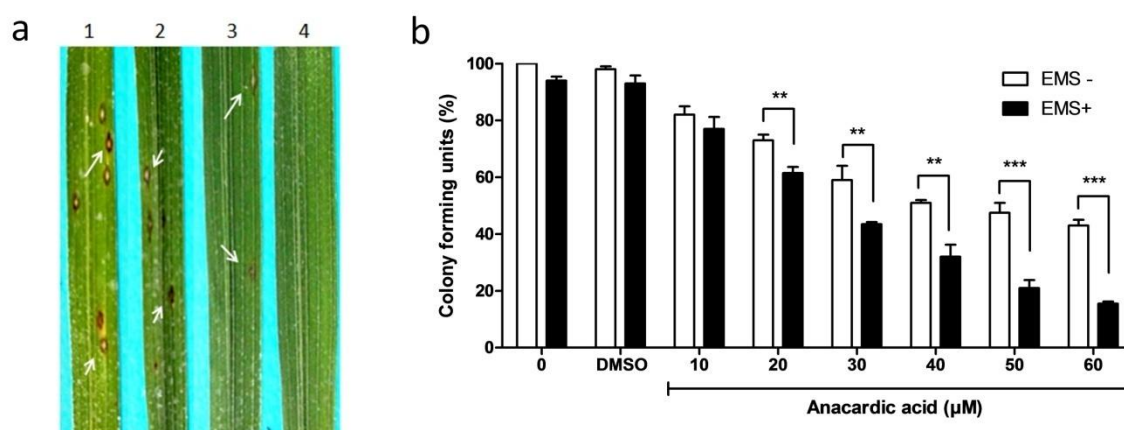 a
1 2 3 4
b
Colony forming units (%)
100
80
60
40
20
0
EMS -
EMS+
**
**
**
***
***
0 DMSO 10 20 30 40 50 60
Anacardic acid (µM)